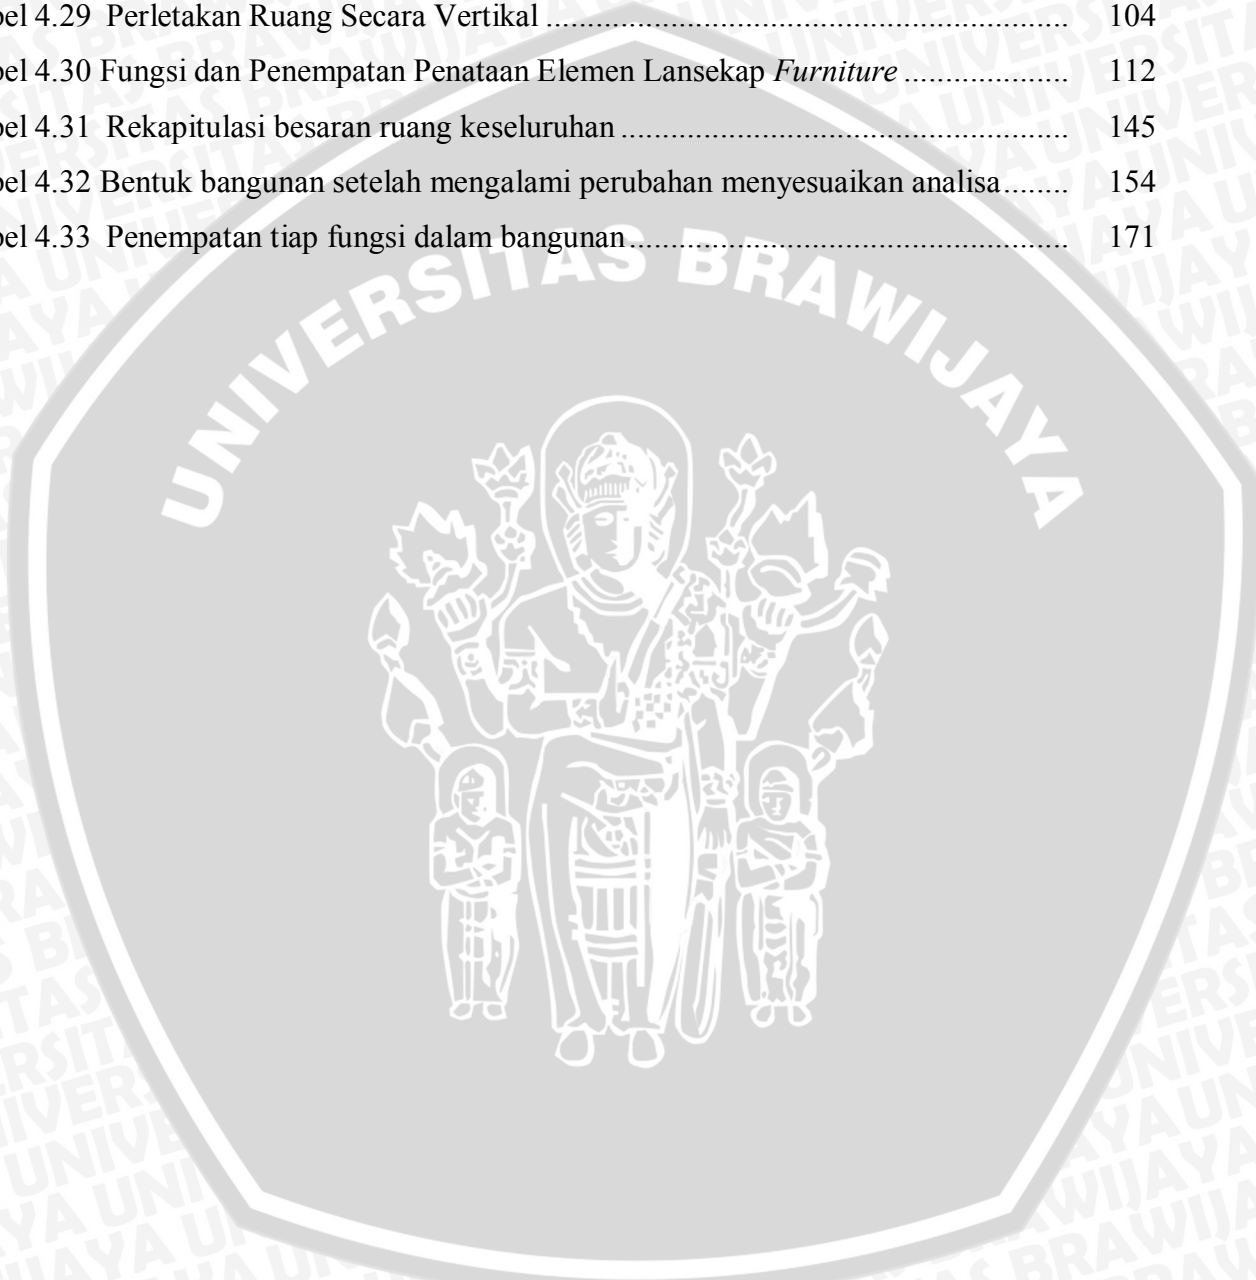 bel 4.29 Perletakan Ruang Secara Vertikal ................................................................. 104
bel 4.30 Fungsi dan Penempatan Penataan Elemen Lansekap Furniture .................... 112
bel 4.31 Rekapitulasi besaran ruang keseluruhan ........................................................ 145
bel 4.32 Bentuk bangunan setelah mengalami perubahan menyesuaikan analisa........ 154
bel 4.33 Penempatan tiap fungsi dalam bangunan....................................................... 171
UNIVERSITAS BRAWIJAYA